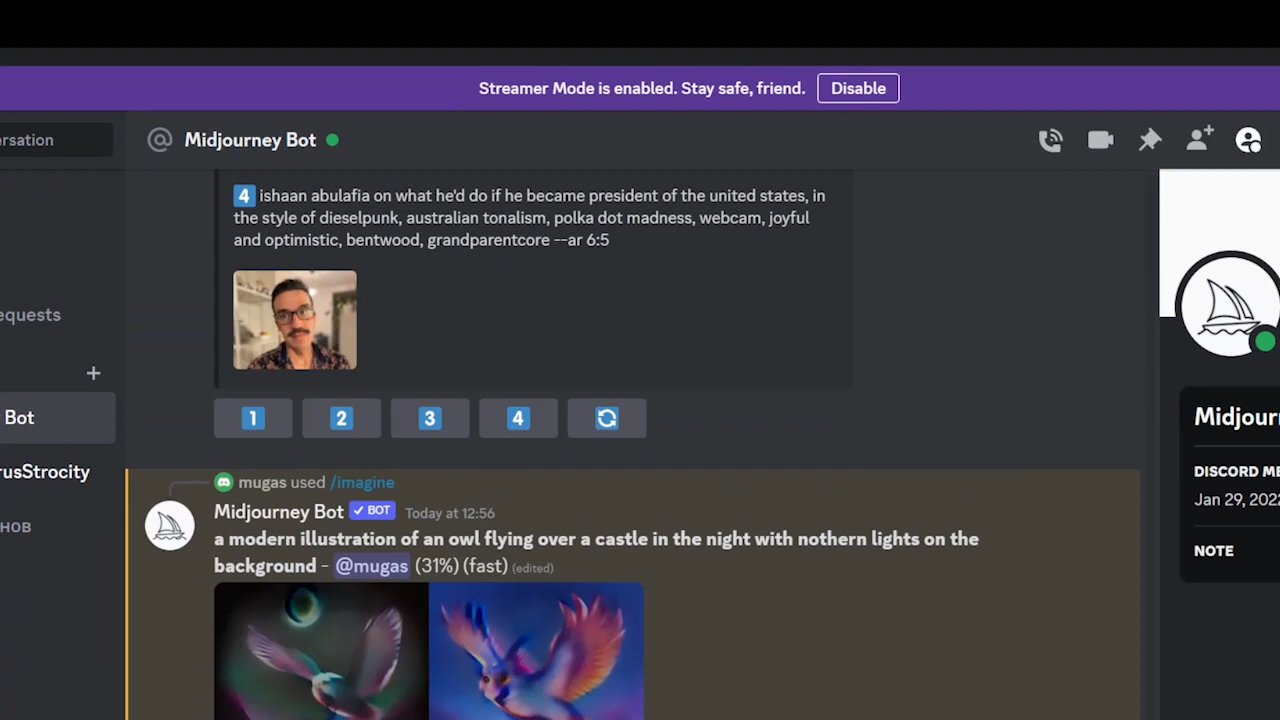 Streamer Mode is enabled. Stay safe, friend. Disable
ersation
Midjourney Bot
4 ishaan abulafia on what he'd do if he became president of the united states, in
the style of dieselpunk, australian tonalism, polka dot madness, webcam, joyful
and optimistic, bentwood, grandparentcore --ar 6:5
equests
+
1 2 3 4
Bot
rusStrocity
HOB
mugas used /imagine
Midjourney Bot ✓ BOT Today at 12:56
a modern illustration of an owl flying over a castle in the night with nothern lights on the
background - @mugas (31%) (fast) (edited)
Midjour
DISCORD ME
Jan 29, 202
NOTE